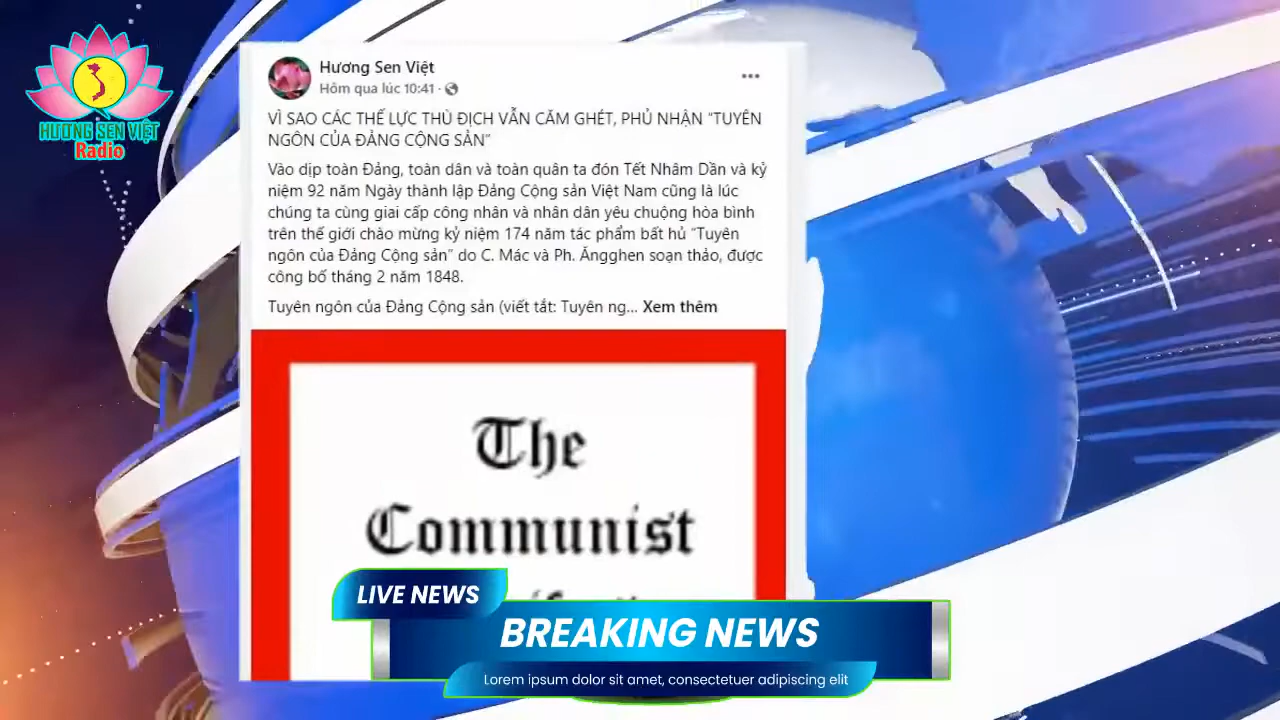 HƯƠNG SEN VIỆT
Radio
Hương Sen Việt
Hôm qua lúc 10:41 ·
VÌ SAO CÁC THẾ LỰC THÙ ĐỊCH VẪN CĂM GHÉT, PHỦ NHẬN "TUYÊN
NGÔN CỦA ĐẢNG CỘNG SẢN"
Vào dịp toàn Đảng, toàn dân và toàn quân ta đón Tết Nhâm Dần và kỷ
niệm 92 năm Ngày thành lập Đảng Cộng sản Việt Nam cũng là lúc
chúng ta cùng giai cấp công nhân và nhân dân yêu chuộng hòa bình
trên thế giới chào mừng kỷ niệm 174 năm tác phẩm bất hủ "Tuyên
ngôn của Đảng Cộng sản" do C. Mác và Ph. Ăngghen soạn thảo, được
công bố tháng 2 năm 1848.
Tuyên ngôn của Đảng Cộng sản (viết tắt: Tuyên ng... Xem thêm
The
Communist
LIVE NEWS
BREAKING NEWS
Lorem ipsum dolor sit amet, consectetuer adipiscing elit